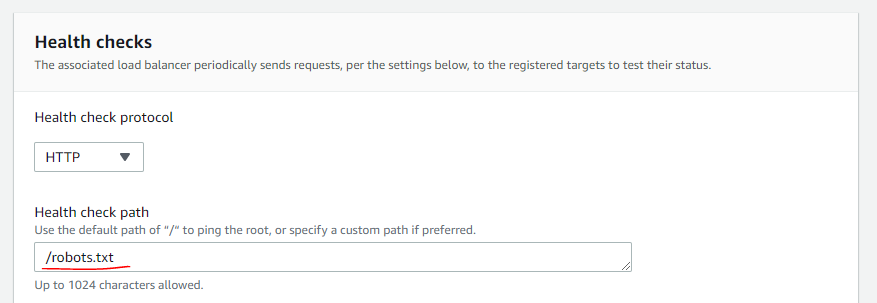 Health checks
The associated load balancer periodically sends requests, per the settings below, to the registered targets to test their status.
Health check protocol
HTTP
Health check path
Use the default path of "/" to ping the root, or specify a custom path if preferred.
/robots.txt
Up to 1024 characters allowed.